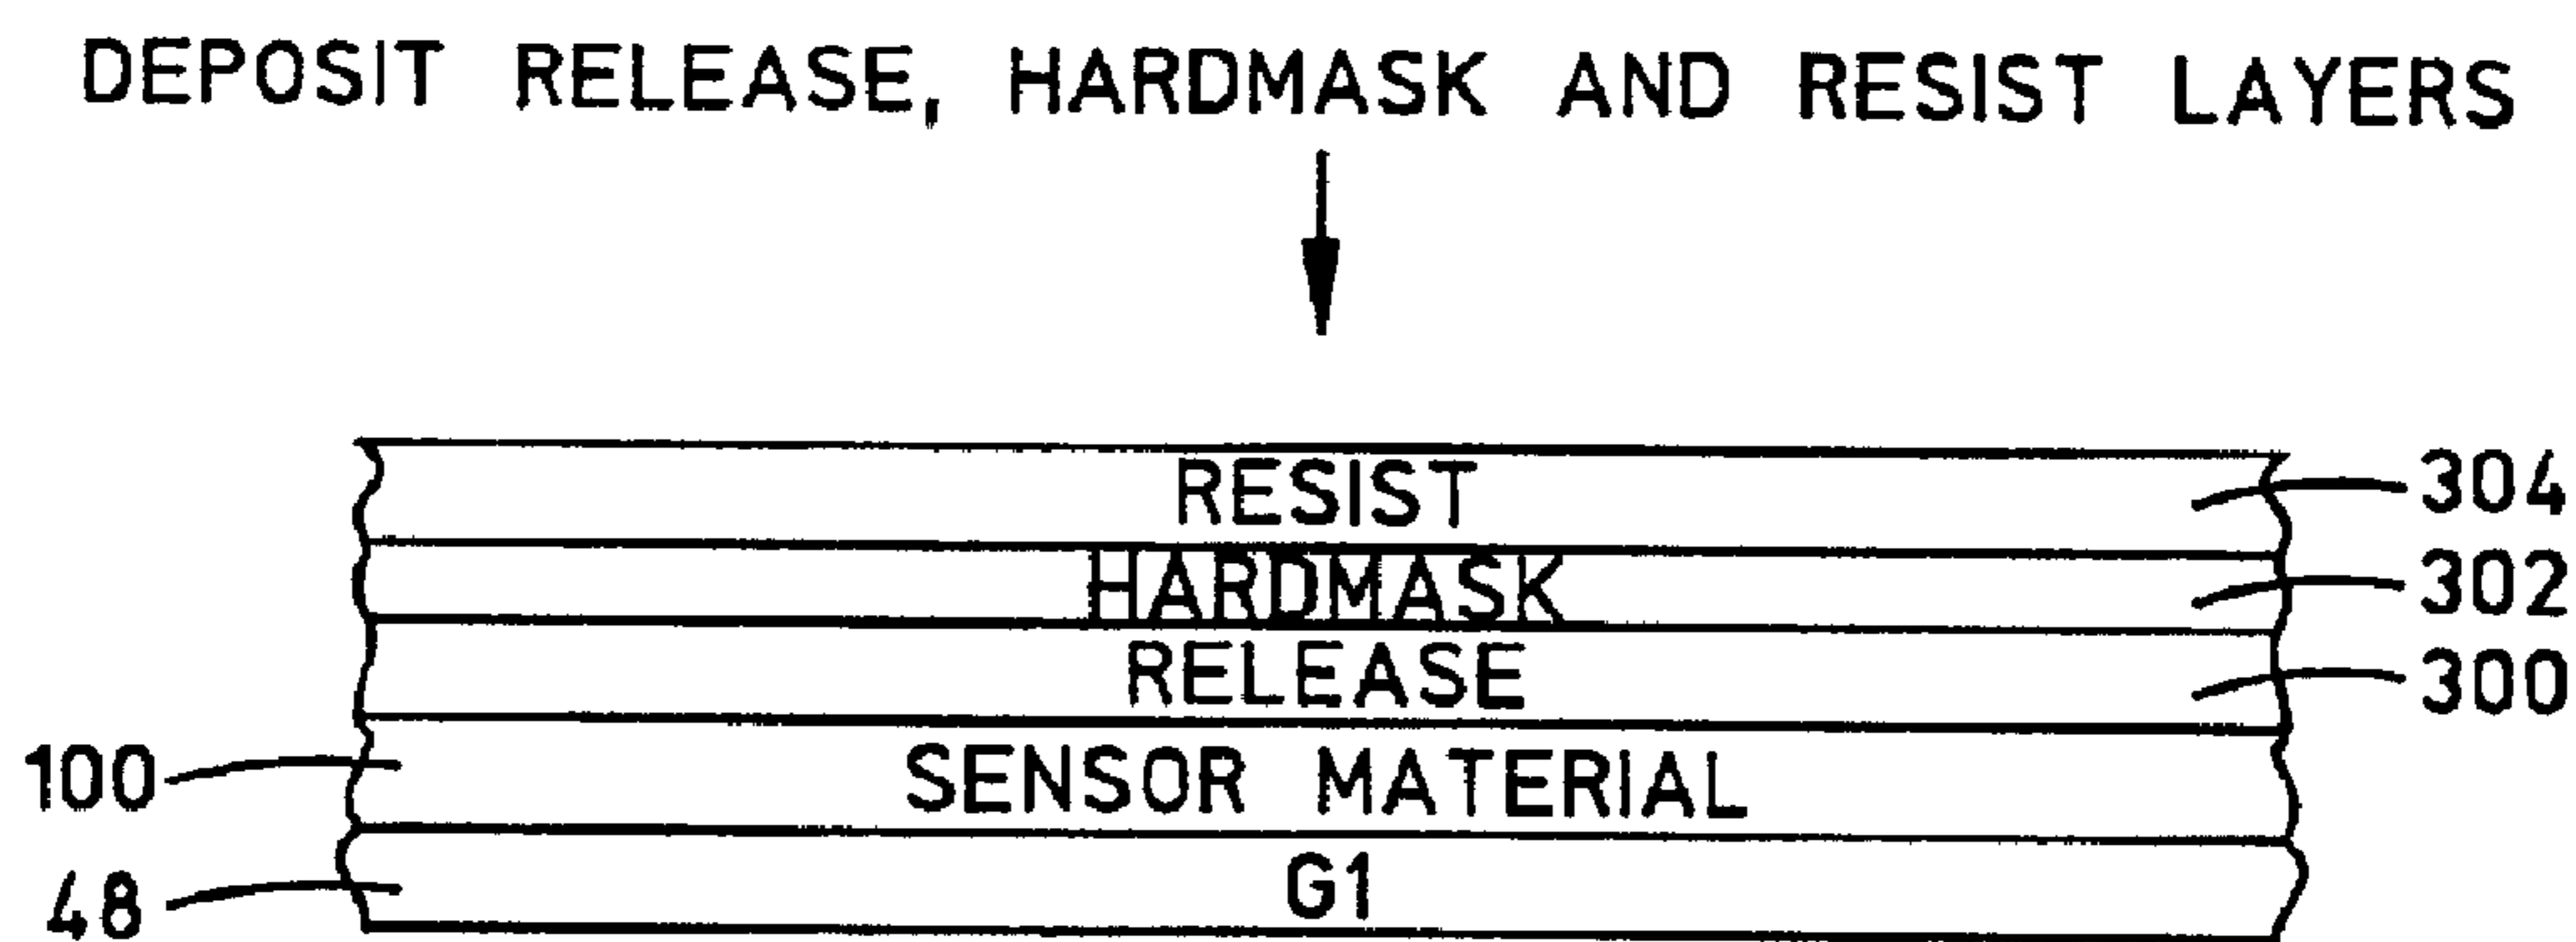 DEPOSIT RELEASE, HARDMASK AND RESIST LAYERS
RESIST 304
HARDMASK 302
RELEASE 300
100 SENSOR MATERIAL
48 G1